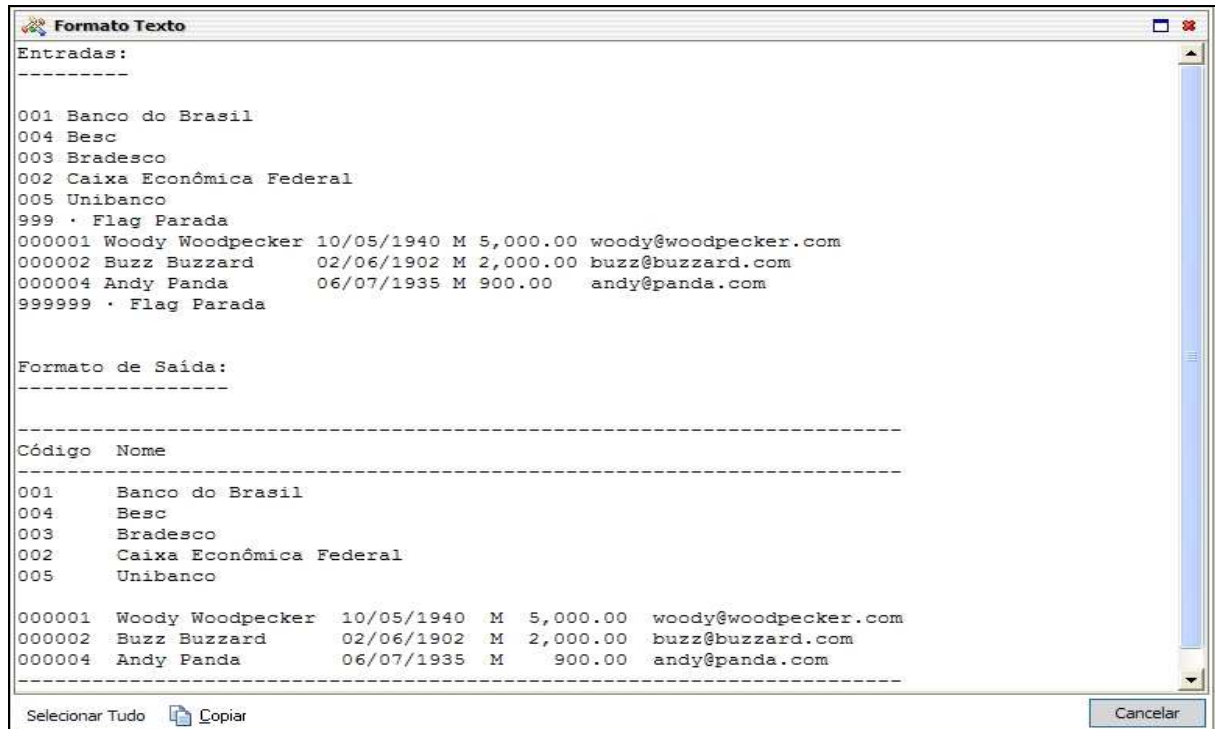 Formato Texto
Entradas:
---------
001 Banco do Brasil
004 Besc
003 Bradesco
002 Caixa Econômica Federal
005 Unibanco
999 · Flag Parada
000001 Woody Woodpecker 10/05/1940 M 5,000.00 woody@woodpecker.com
000002 Buzz Buzzard     02/06/1902 M 2,000.00 buzz@buzzard.com
000004 Andy Panda       06/07/1935 M 900.00   andy@panda.com
999999 · Flag Parada
Formato de Saída:
-----------------
-----------------------------------------------------------------------
Código  Nome
-----------------------------------------------------------------------
001     Banco do Brasil
004     Besc
003     Bradesco
002     Caixa Econômica Federal
005     Unibanco
000001  Woody Woodpecker  10/05/1940  M  5,000.00  woody@woodpecker.com
000002  Buzz Buzzard      02/06/1902  M  2,000.00  buzz@buzzard.com
000004  Andy Panda        06/07/1935  M    900.00  andy@panda.com
-----------------------------------------------------------------------
Selecionar Tudo Copiar Cancelar